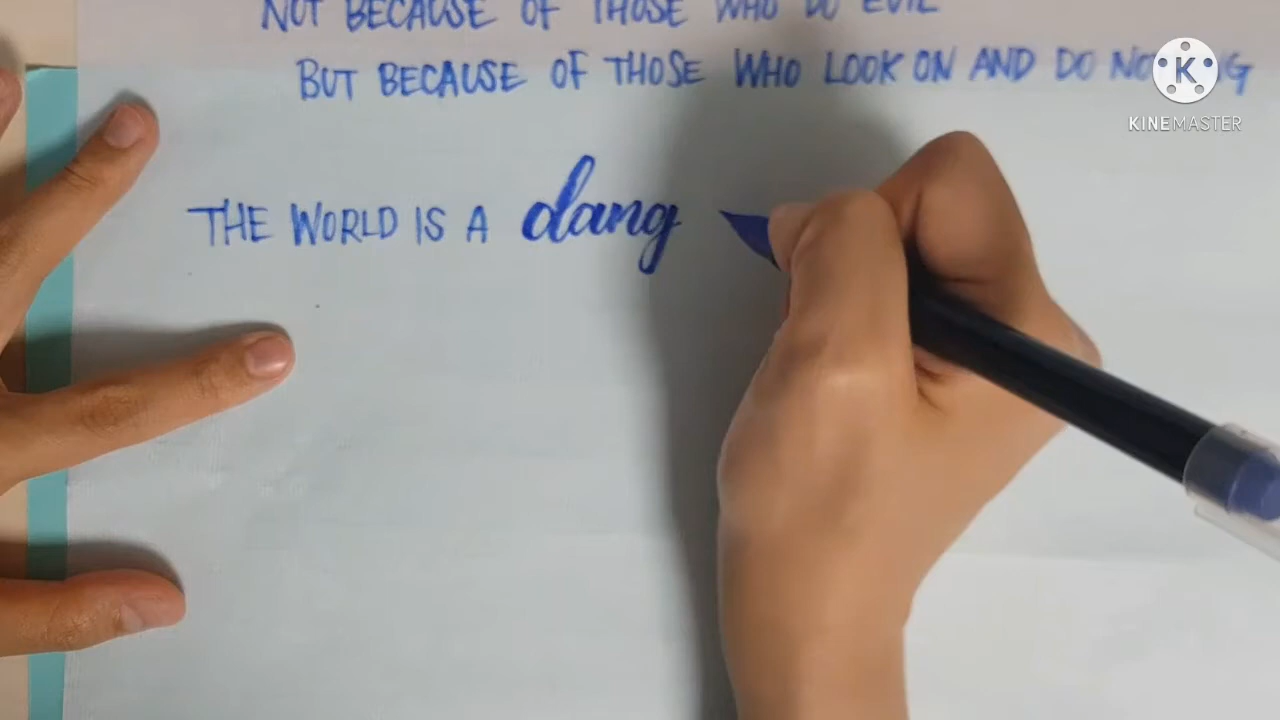 NOT BECAUSE OF THOSE WHO DO EVIL
BUT BECAUSE OF THOSE WHO LOOK ON AND DO
KINEMASTER
THE WORLD IS A dang